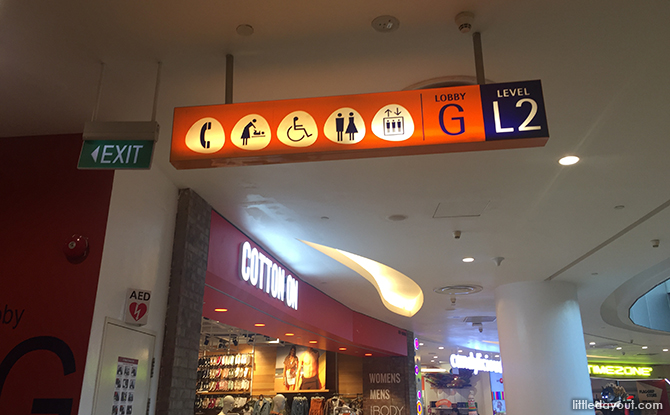 LOBBY
G
LEVEL
L2
EXIT
COTTON ON
AED
WOMENS
MENS
BODY
TIMEZONE
littledayout.com